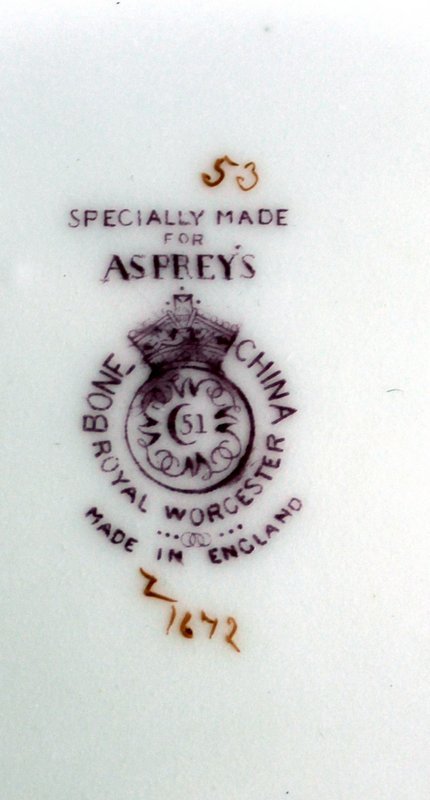 53
SPECIALLY MADE
FOR
ASPREY'S
BONE CHINA
C 51
ROYAL WORCESTER
MADE IN ENGLAND
Z
1672